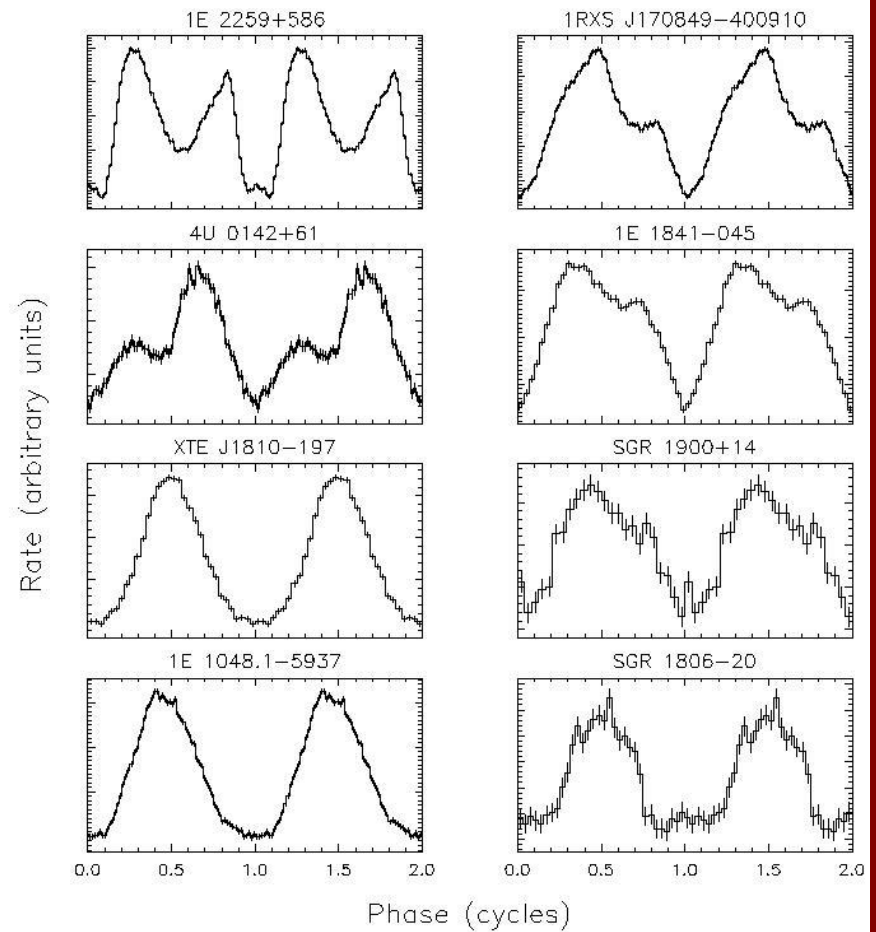 1E 2259+586
1RXS J170849−400910
4U 0142+61
1E 1841−045
XTE J1810−197
SGR 1900+14
1E 1048.1−5937
SGR 1806−20
Rate (arbitrary units)
0.0 0.5 1.0 1.5 2.0
0.0 0.5 1.0 1.5 2.0
Phase (cycles)